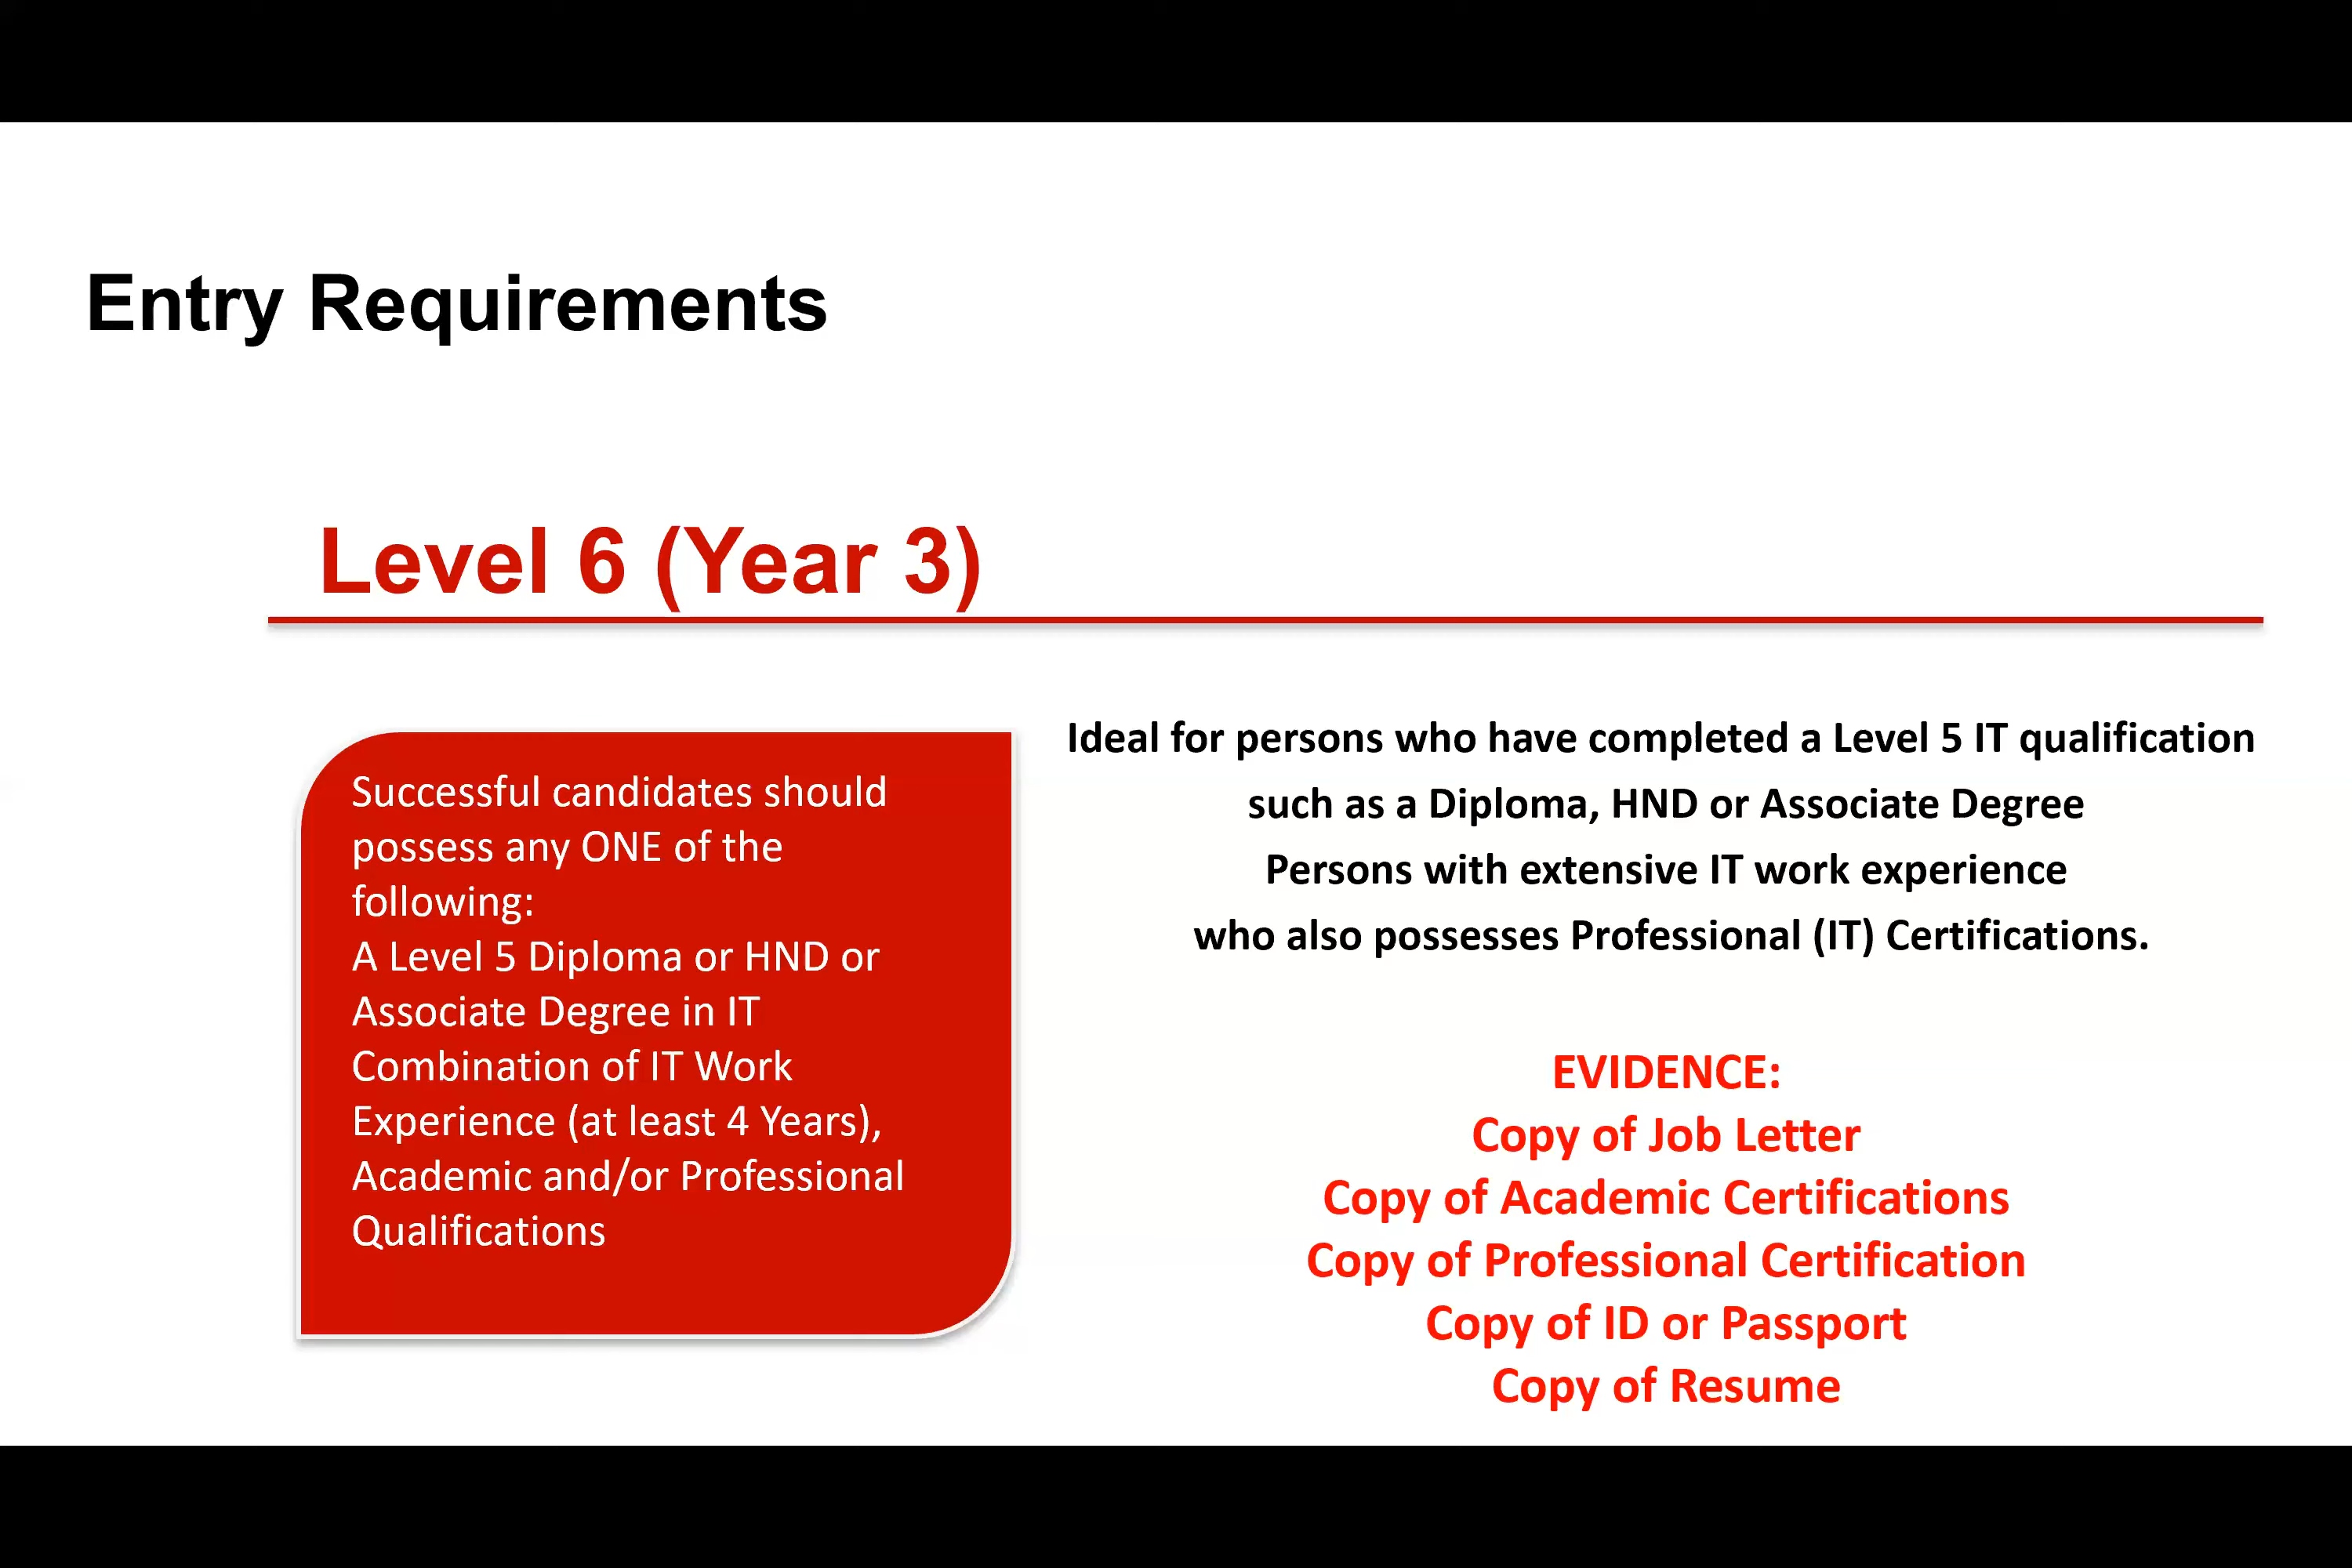 Entry Requirements
Level 6 (Year 3)
Successful candidates should
possess any ONE of the
following:
A Level 5 Diploma or HND or
Associate Degree in IT
Combination of IT Work
Experience (at least 4 Years),
Academic and/or Professional
Qualifications
Ideal for persons who have completed a Level 5 IT qualification
such as a Diploma, HND or Associate Degree
Persons with extensive IT work experience
who also possesses Professional (IT) Certifications.
EVIDENCE:
Copy of Job Letter
Copy of Academic Certifications
Copy of Professional Certification
Copy of ID or Passport
Copy of Resume